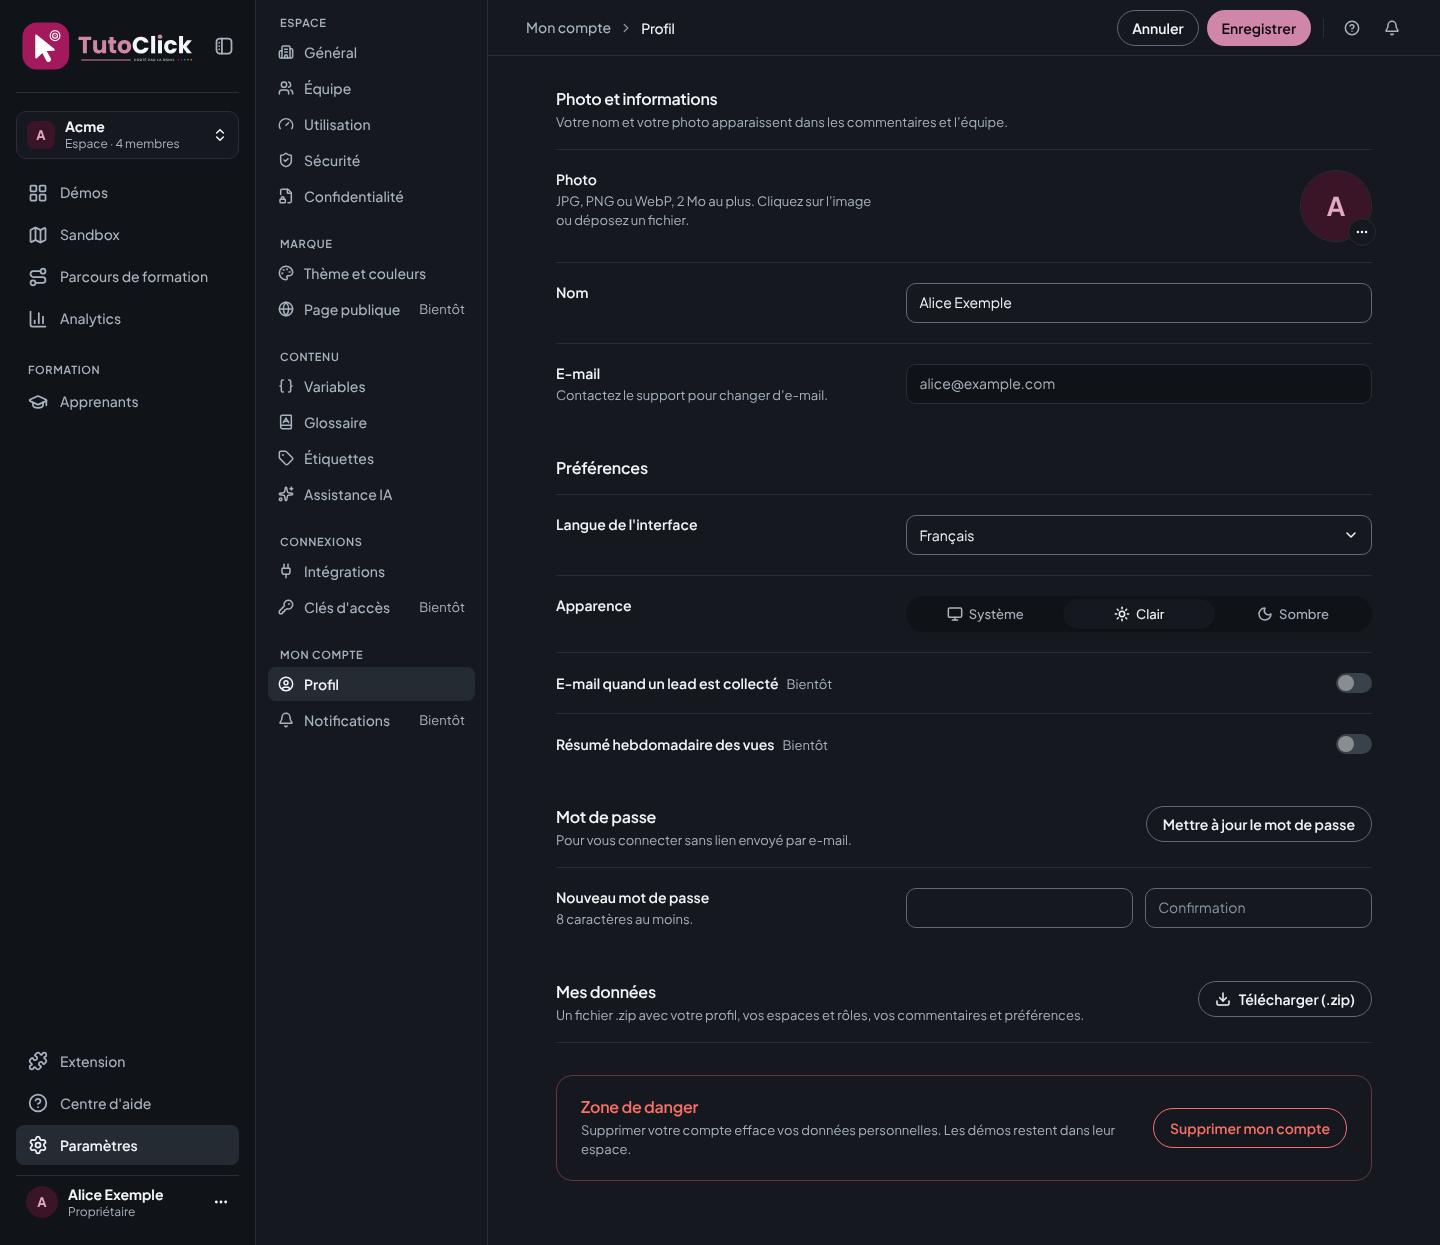 TutoClick
A
Acme
Espace · 4 membres
Démos
Sandbox
Parcours de formation
Analytics
FORMATION
Apprenants
Extension
Centre d'aide
Paramètres
A
Alice Exemple
Propriétaire
ESPACE
Général
Équipe
Utilisation
Sécurité
Confidentialité
MARQUE
Thème et couleurs
Page publique Bientôt
CONTENU
Variables
Glossaire
Étiquettes
Assistance IA
CONNEXIONS
Intégrations
Clés d'accès Bientôt
MON COMPTE
Profil
Notifications Bientôt
Mon compte > Profil
Annuler
Enregistrer
Photo et informations
Votre nom et votre photo apparaissent dans les commentaires et l'équipe.
Photo
JPG, PNG ou WebP, 2 Mo au plus. Cliquez sur l'image
ou déposez un fichier.
A
Nom
Alice Exemple
E-mail
Contactez le support pour changer d'e-mail.
alice@example.com
Préférences
Langue de l'interface
Français
Apparence
Système
Clair
Sombre
E-mail quand un lead est collecté Bientôt
Résumé hebdomadaire des vues Bientôt
Mot de passe
Pour vous connecter sans lien envoyé par e-mail.
Mettre à jour le mot de passe
Nouveau mot de passe
8 caractères au moins.
Confirmation
Mes données
Un fichier .zip avec votre profil, vos espaces et rôles, vos commentaires et préférences.
Télécharger (.zip)
Zone de danger
Supprimer votre compte efface vos données personnelles. Les démos restent dans leur
espace.
Supprimer mon compte